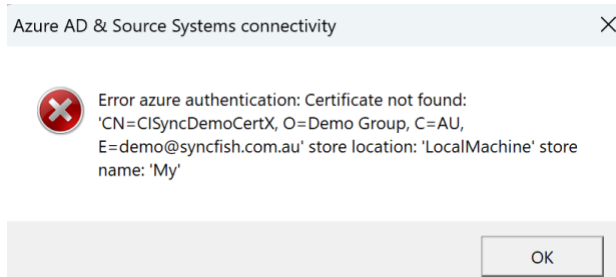 Azure AD & Source Systems connectivity
Error azure authentication: Certificate not found:
'CN=CISyncDemoCertX, O=Demo Group, C=AU,
E=demo@syncfish.com.au' store location: 'LocalMachine' store
name: 'My'
OK